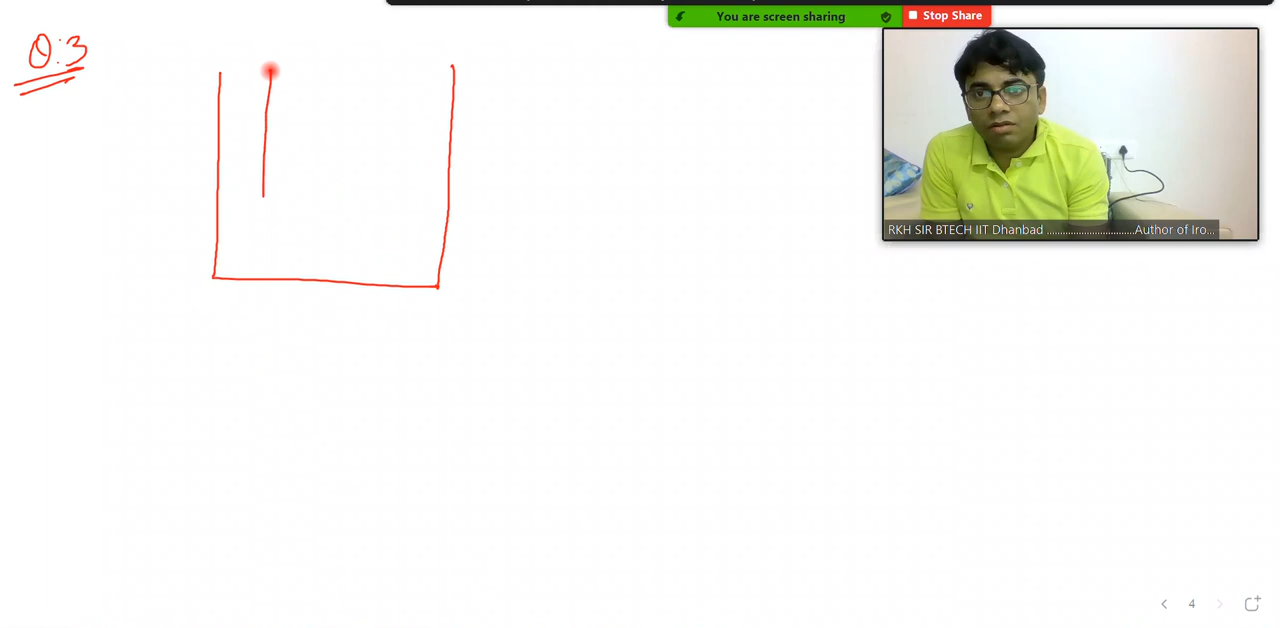 You are screen sharing
Stop Share
Q:3
RKH SIR BTECH IIT Dhanbad ..............................Author of Iro...
4